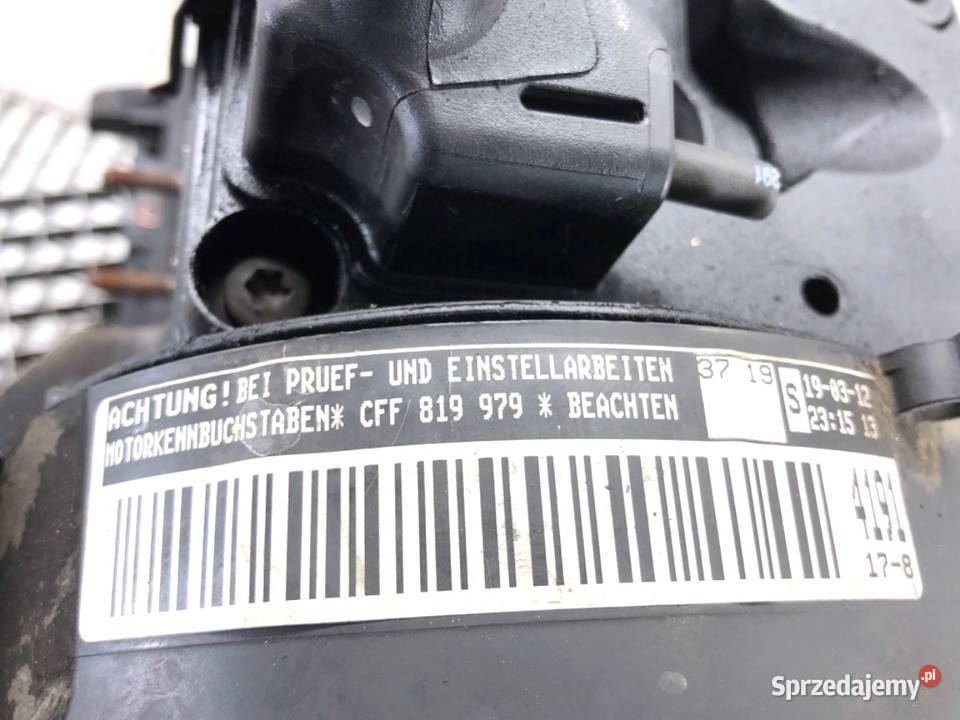 291
ACHTUNG! BEI PRUEF- UND EINSTELLARBEITEN
MOTORKENNBUCHSTABEN* CFF 819 979 * BEACHTEN
37 19
S
19-03-12
23:15 13
4191
17-8
Sprzedajemy.pl